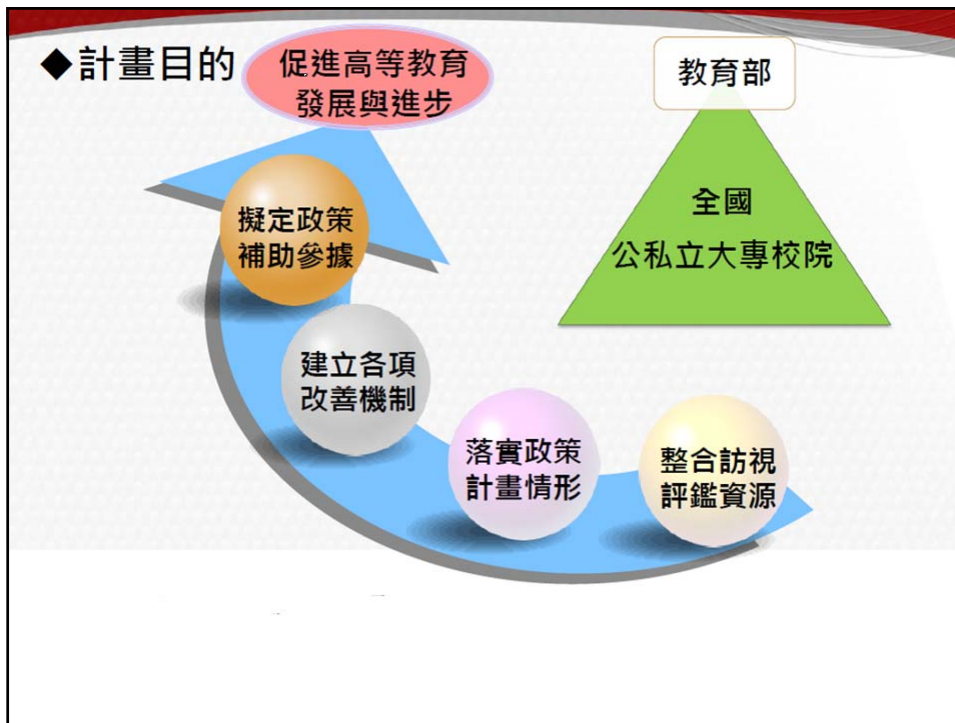 ◆計畫目的
促進高等教育
發展與進步
教育部
全國
公私立大專校院
擬定政策
補助參據
建立各項
改善機制
落實政策
計畫情形
整合訪視
評鑑資源